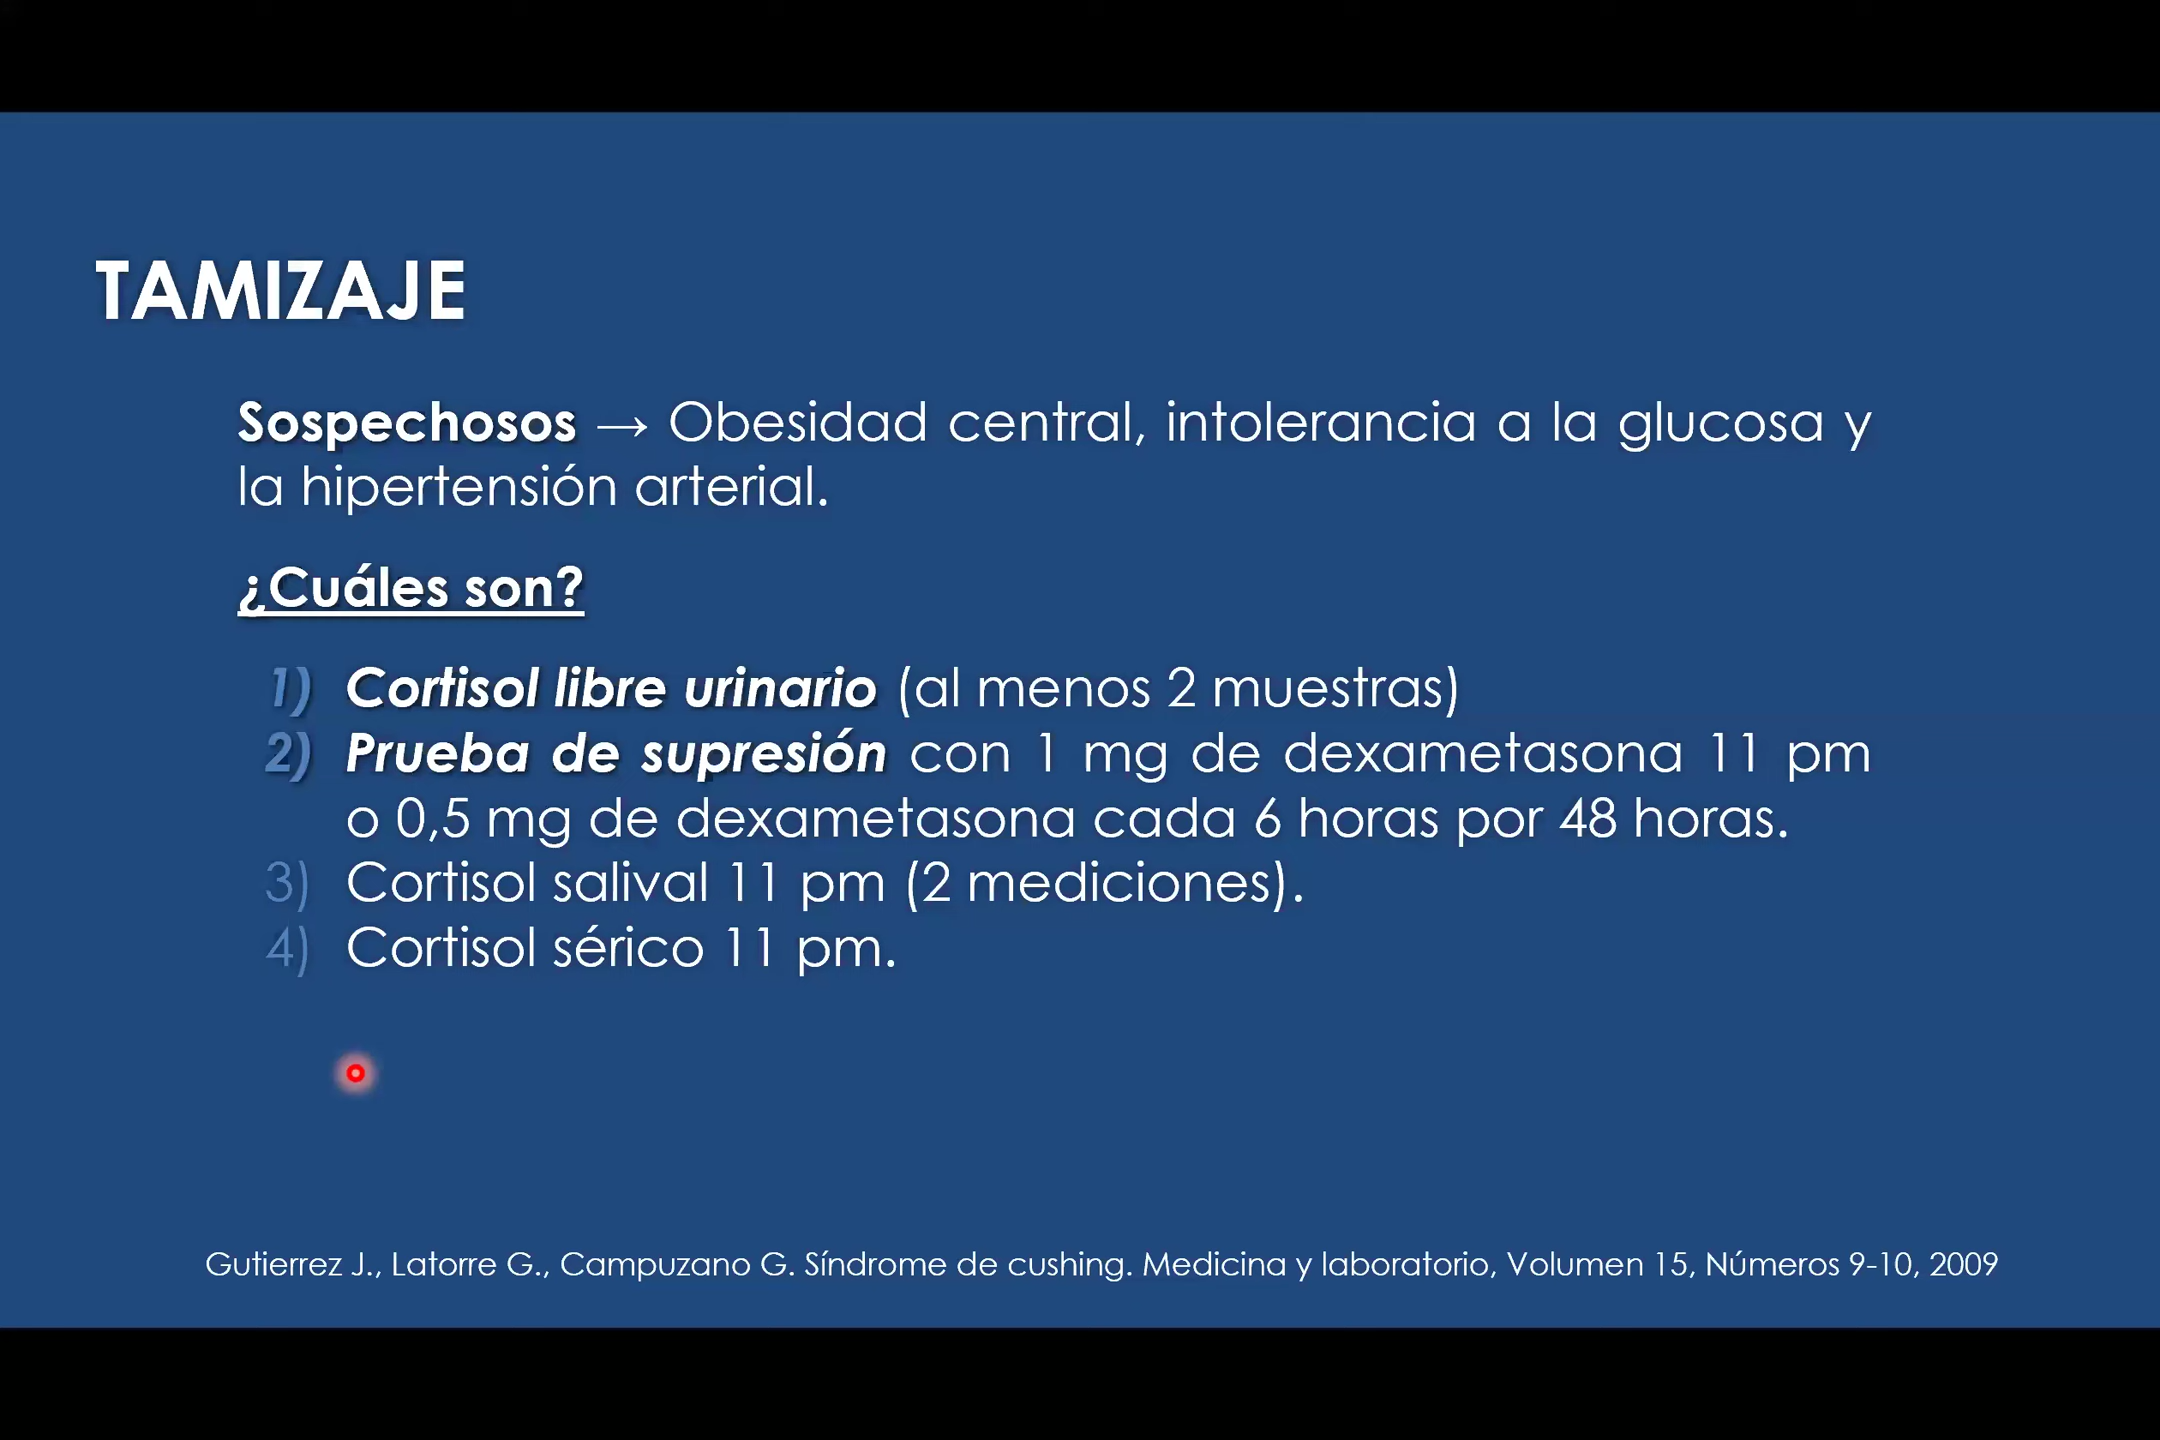 TAMIZAJE
Sospechosos → Obesidad central, intolerancia a la glucosa y
la hipertensión arterial.
¿Cuáles son?
1) Cortisol libre urinario (al menos 2 muestras)
2) Prueba de supresión con 1 mg de dexametasona 11 pm
o 0,5 mg de dexametasona cada 6 horas por 48 horas.
3) Cortisol salival 11 pm (2 mediciones).
4) Cortisol sérico 11 pm.
Gutierrez J., Latorre G., Campuzano G. Síndrome de cushing. Medicina y laboratorio, Volumen 15, Números 9-10, 2009